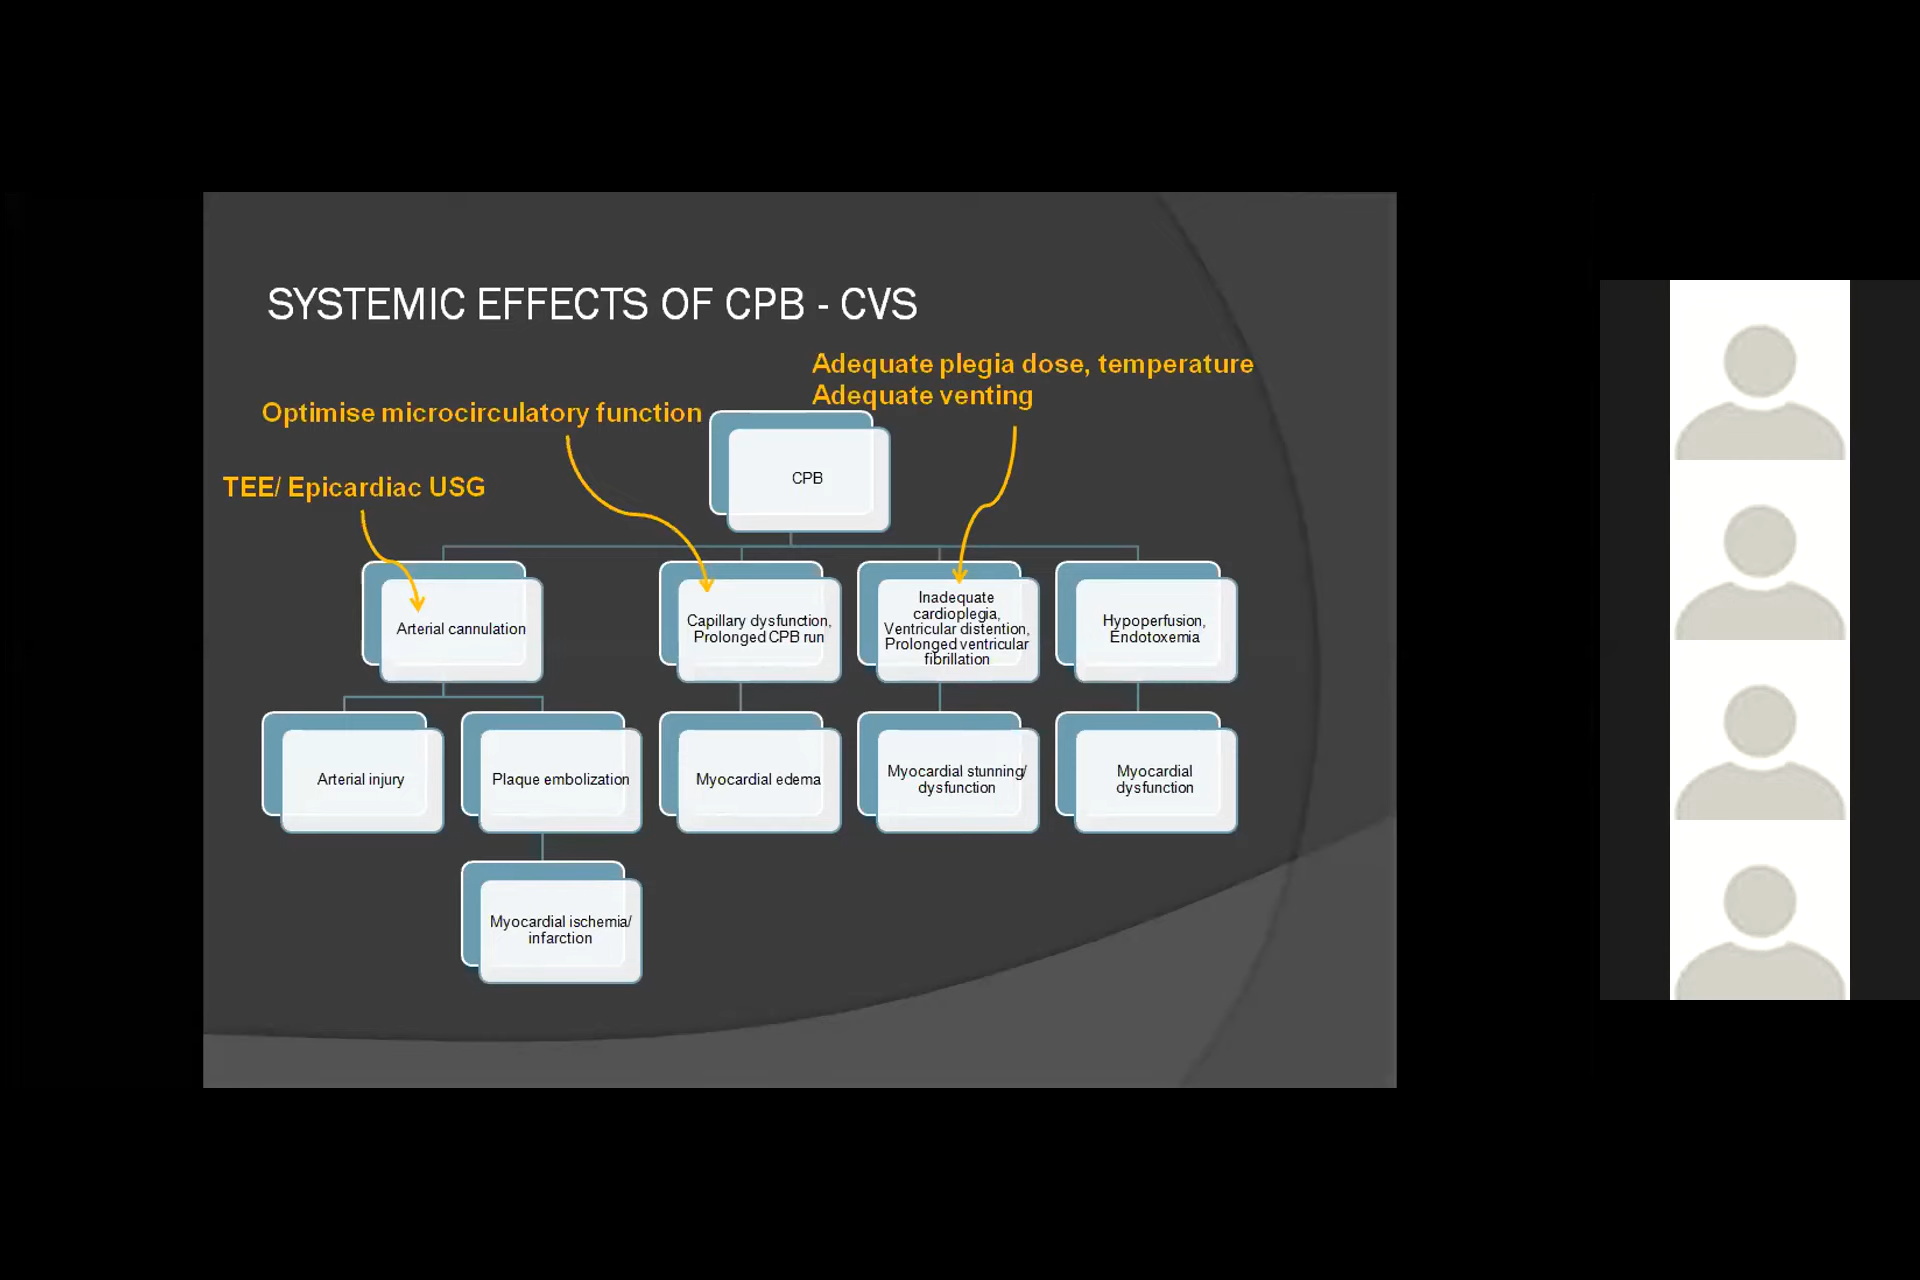 SYSTEMIC EFFECTS OF CPB - CVS
Adequate plegia dose, temperature
Adequate venting
Optimise microcirculatory function
TEE/ Epicardiac USG
CPB
Arterial cannulation
Capillary dysfunction,
Prolonged CPB run
Inadequate
cardioplegia,
Ventricular distention,
Prolonged ventricular
fibrillation
Hypoperfusion,
Endotoxemia
Arterial injury
Plaque embolization
Myocardial edema
Myocardial stunning/
dysfunction
Myocardial
dysfunction
Myocardial ischemia/
infarction